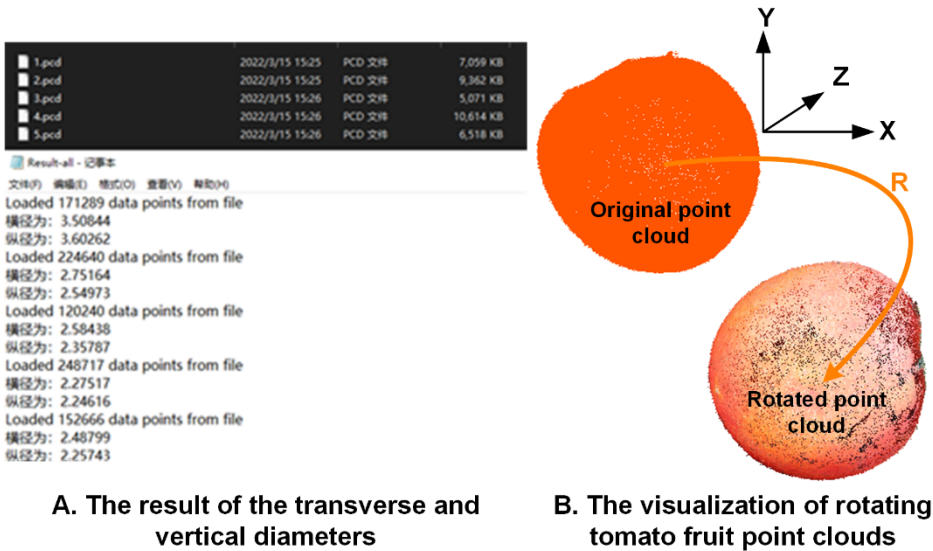 1.pcd 2022/3/15 15:25 PCD 文件 7,059 KB
2.pcd 2022/3/15 15:25 PCD 文件 9,362 KB
3.pcd 2022/3/15 15:26 PCD 文件 5,071 KB
4.pcd 2022/3/15 15:26 PCD 文件 10,614 KB
5.pcd 2022/3/15 15:26 PCD 文件 6,518 KB
Result-all - 记事本
文件(F) 编辑(E) 格式(O) 查看(V) 帮助(H)
Loaded 171289 data points from file
横径为：3.50844
纵径为：3.60262
Loaded 224640 data points from file
横径为：2.75164
纵径为：2.54973
Loaded 120240 data points from file
横径为：2.58438
纵径为：2.35787
Loaded 248717 data points from file
横径为：2.27517
纵径为：2.24616
Loaded 152666 data points from file
横径为：2.48799
纵径为：2.25743
A. The result of the transverse and
vertical diameters
Y
Z
X
R
Original point
cloud
Rotated point
cloud
B. The visualization of rotating
tomato fruit point clouds